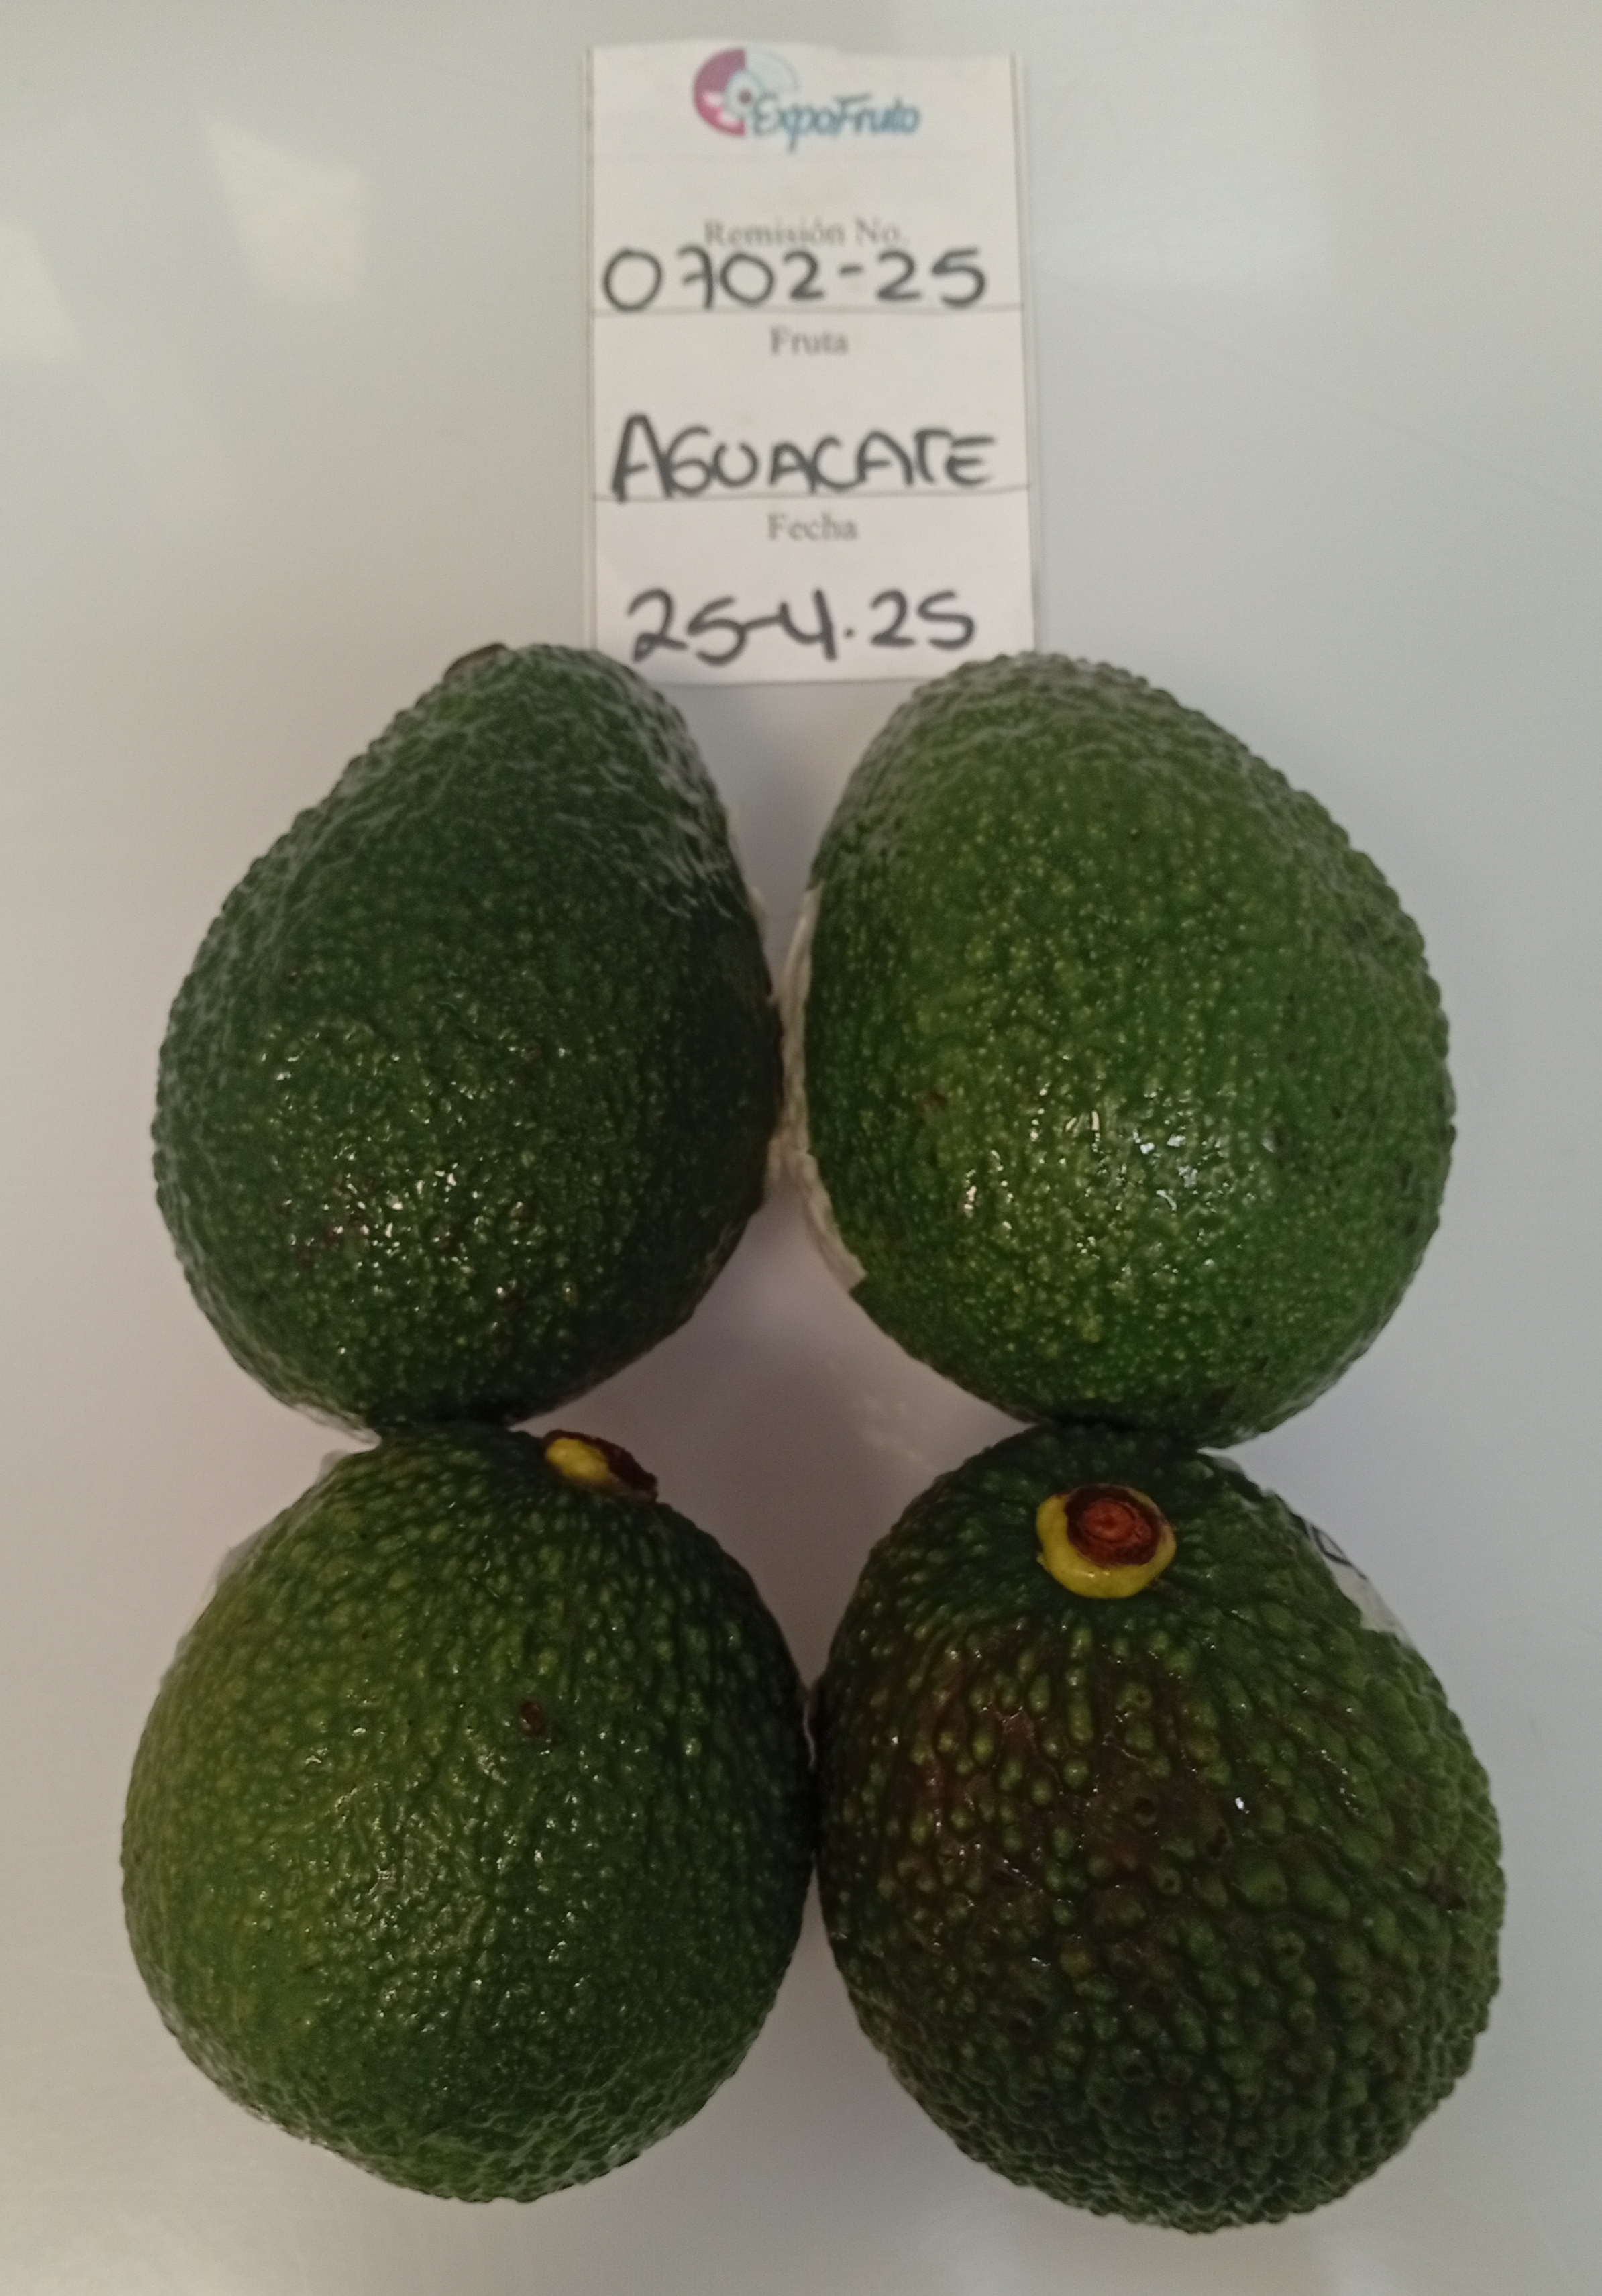 ExpoFruto
Remisión No.
0702-25
Fruta
AGUACATE
Fecha
25-4.25